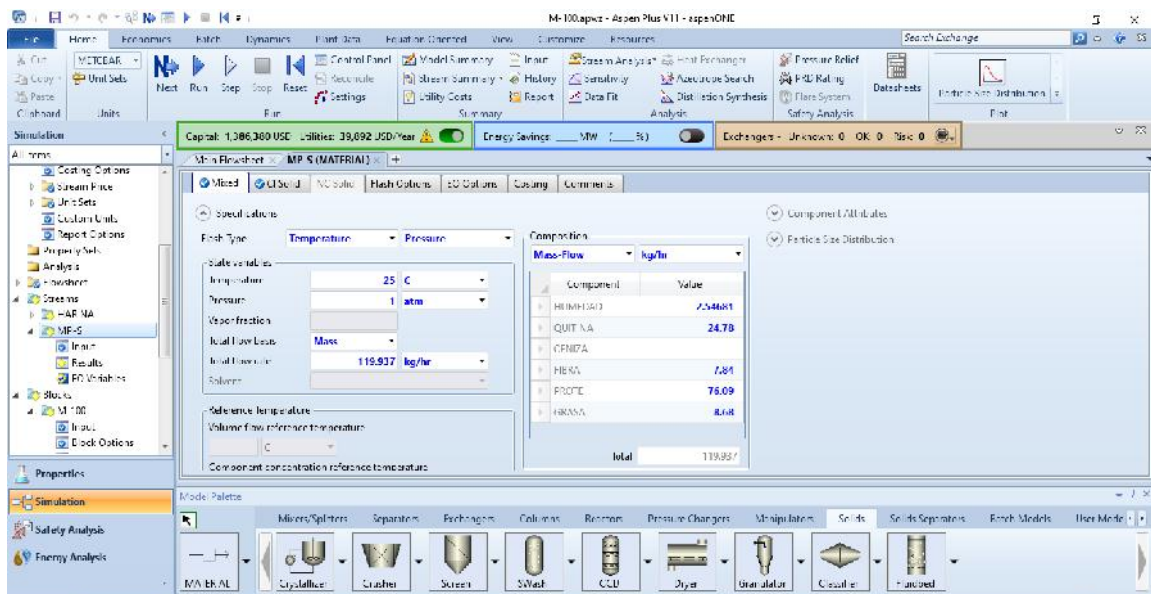 M-100.apwz - Aspen Plus V11 - aspenONE
File Home Economics Batch Dynamics Plant Data Equation Oriented View Customize Resources Search Exchange
Cut METCBAR Control Panel Model Summary Input Stream Analysis Heat Exchanger Pressure Relief
Copy Unit Sets Next Run Step Stop Reset Reconcile Stream Summary History Sensitivity Azeotrope Search PRD Rating Datasheets Particle Size Distribution
Paste Settings Utility Costs Report Data Fit Distillation Synthesis Flare System
Clipboard Units Run Summary Analysis Safety Analysis Plot
Simulation Capital: 1,386,380 USD Utilities: 39,892 USD/Year Energy Savings: ____ MW (____%) Exchangers - Unknown: 0 OK: 0 Risk: 0
All Items Main Flowsheet MP-S (MATERIAL) +
Costing Options
Stream Price
Unit Sets
Custom Units
Report Options
Property Sets
Analysis
Flowsheet
Streams
HARINA
MP-S
Input
Results
EO Variables
Blocks
M-100
Input
Block Options
Mixed CI Solid NC Solid Flash Options EO Options Costing Comments
Specifications
Flash Type Temperature Pressure
State variables
Temperature 25 C
Pressure 1 atm
Vapor fraction
Total flow basis Mass
Total flow rate 119.937 kg/hr
Solvent
Reference Temperature
Volume flow reference temperature
C
Component concentration reference temperature
Composition
Mass-Flow kg/hr
Component Value
HUMEDAD 2.54681
QUITINA 24.78
CENIZA
FIBRA 7.84
PROTE 76.09
GRASA 8.68
Total 119.937
Component Attributes
Particle Size Distribution
Properties
Simulation
Safety Analysis
Energy Analysis
Model Palette
Mixers/Splitters Separators Exchangers Columns Reactors Pressure Changers Manipulators Solids Solids Separators Batch Models User Mode
MATERIAL Crystallizer Crusher Screen SWash CCD Dryer Granulator Classifier Fluidbed